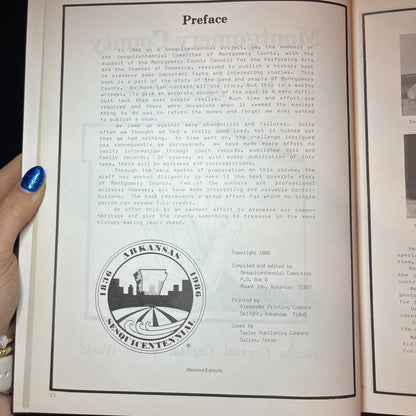 Preface
In 1986 as a Sesquicentennial project, we, the members of
the Sesquicentennial Committee of Montgomery County, with the
support of the Montgomery County Council for the Performing Arts
and the Chamber of Commerce, resolved to publish a history book
to preserve some important facts and interesting stories. This
book is a part of the story of the land and people of Montgomery
County. No book can contain all the story, but this is a worthy
attempt. To give an accurate account of the past is a more diffi-
cult task than most people realize. Much time and effort are
required and there were occasions when it seemed the easiest
thing to do was to return the money and forget we ever wanted
to publish a book.
We came up against many standstills and failures. Quite
often we thought we had a really good lead, but it turned out
that we had nothing. As time went on, the challenge intrigued
us; consequently we persevered. We have made every effort to
verify information through court records, published data and
family records. Of course, as with every publication of this
type, there will be mistakes and contradictions.
Through the many months of preparation on this volume, the
staff has worked diligently to make it the best possible story
of Montgomery County. Few of the authors are professional
writers; however, all have made interesting and valuable contri-
butions. The book represents a group effort for which no single
person can assume full credit.
We offer this as an earnest effort to preserve our common
heritage and give the county something to treasure in the many
history-making years ahead.
ARKANSAS
1836
1986
SESQUICENTENNIAL
Copyright 1986
Compiled and edited by
Sesquicentennial Committee
P.O. Box 6
Mount Ida, Arkansas 71957
Printed by
Alexander Printing Company
Delight, Arkansas 71940
Cover by
Taylor Publishing Company
Dallas, Texas
(Second Edition)
ii